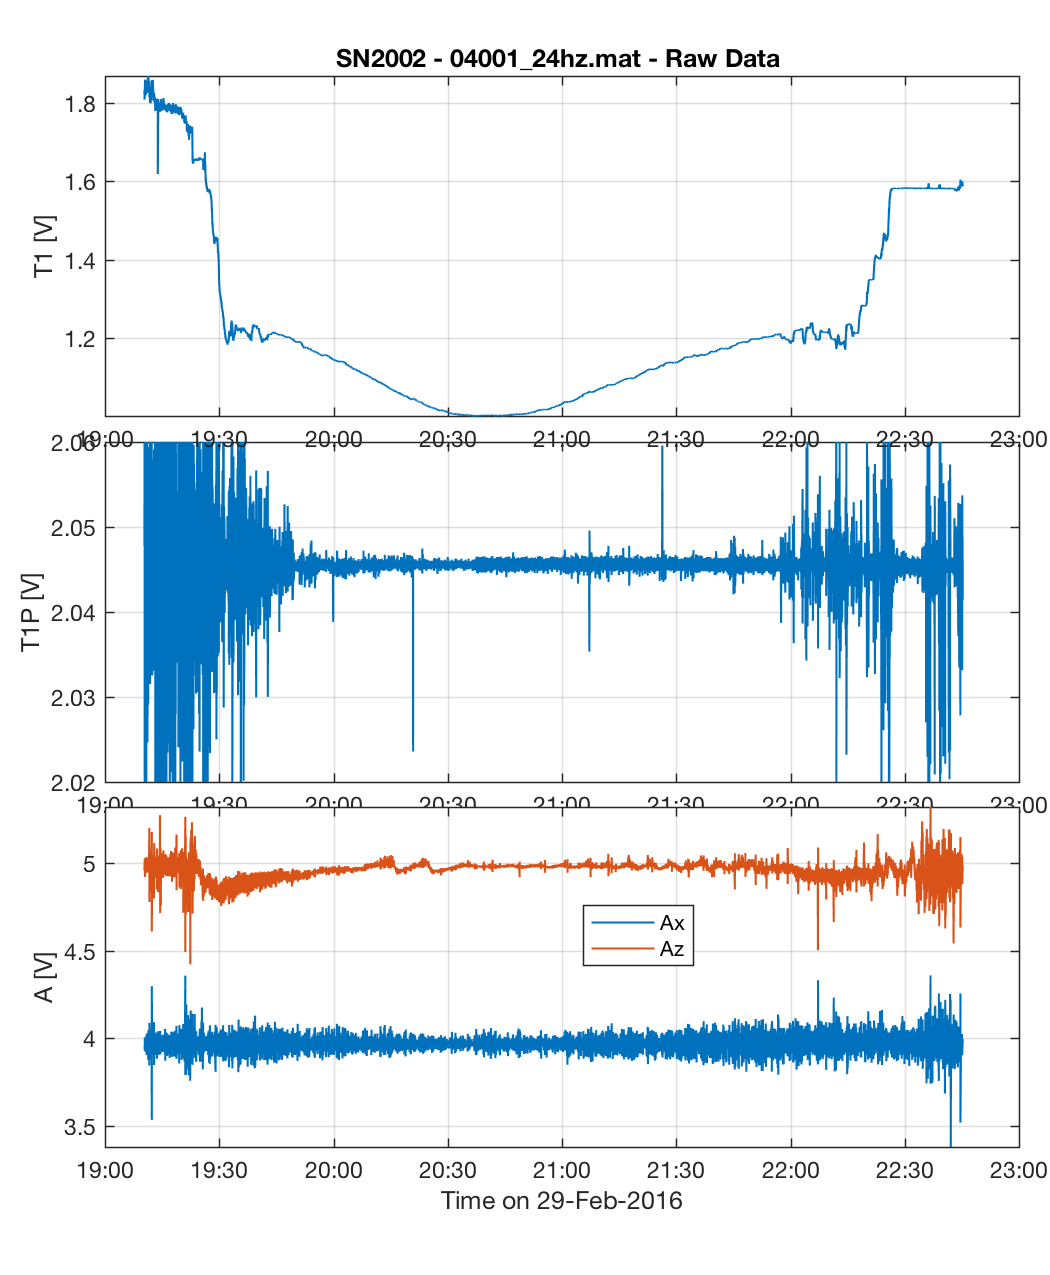 SN2002 - 04001_24hz.mat - Raw Data
T1 [V]
1.8
1.6
1.4
1.2
19:00 19:30 20:00 20:30 21:00 21:30 22:00 22:30 23:00
T1P [V]
2.06
2.05
2.04
2.03
2.02
19:00 19:30 20:00 20:30 21:00 21:30 22:00 22:30 23:00
A [V]
5
4.5
4
3.5
Ax
Az
19:00 19:30 20:00 20:30 21:00 21:30 22:00 22:30 23:00
Time on 29-Feb-2016